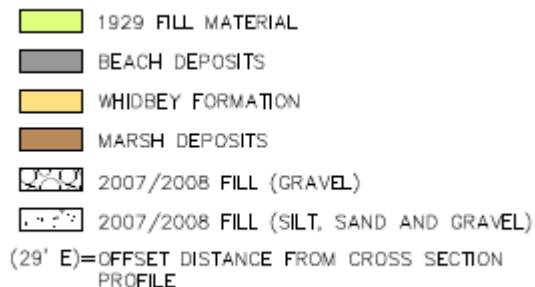 1929 FILL MATERIAL
BEACH DEPOSITS
WHIDBEY FORMATION
MARSH DEPOSITS
2007/2008 FILL (GRAVEL)
2007/2008 FILL (SILT, SAND AND GRAVEL)
(29' E)=OFFSET DISTANCE FROM CROSS SECTION
PROFILE